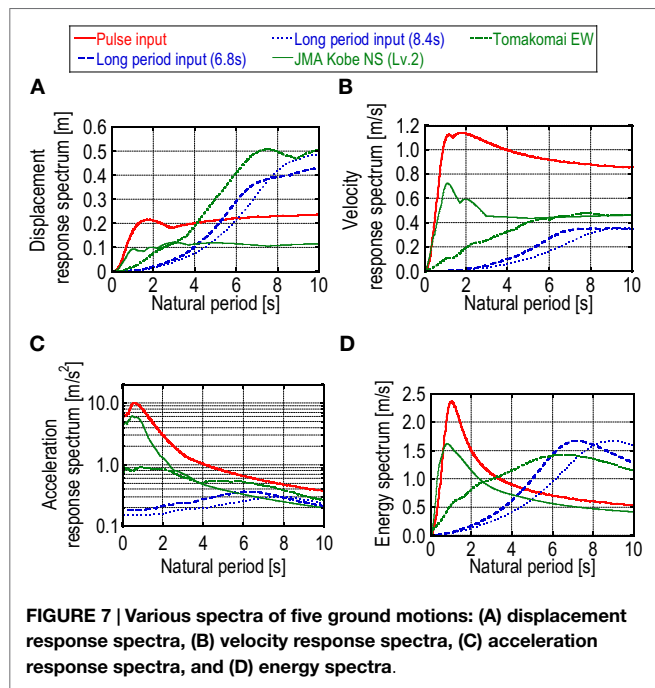 Pulse input
Long period input (8.4s)
Tomakomai EW
Long period input (6.8s)
JMA Kobe NS (Lv.2)
A
Displacement
response spectrum [m]
0.6
0.5
0.4
0.3
0.2
0.1
0
0 2 4 6 8 10
Natural period [s]
B
Velocity
response spectrum [m/s]
1.2
1.0
0.8
0.6
0.4
0.2
0.0
0 2 4 6 8 10
Natural period [s]
C
Acceleration
response spectrum [m/s²]
10.0
1.0
0.1
0 2 4 6 8 10
Natural period [s]
D
Energy spectrum [m/s]
2.5
2.0
1.5
1.0
0.5
0.0
0 2 4 6 8 10
Natural period [s]
FIGURE 7 | Various spectra of five ground motions: (A) displacement
response spectra, (B) velocity response spectra, (C) acceleration
response spectra, and (D) energy spectra.